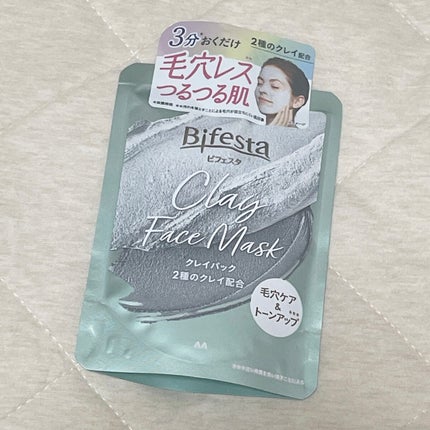 3分*おくだけ
2種のクレイ配合
毛穴レス
つるつる肌
Bifesta
ビフェスタ
Clay
Face Mask
クレイパック
2種のクレイ配合
毛穴ケア
&
トーンアップ